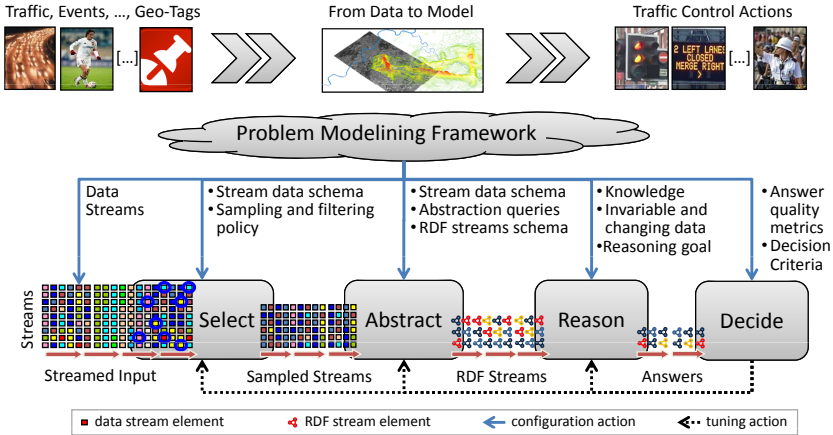 Traffic, Events, …, Geo-Tags
From Data to Model
Traffic Control Actions
[...]
2 LEFT LANES
CLOSED
MERGE RIGHT
[...]
Problem Modelining Framework
Data
Streams
• Stream data schema
• Sampling and filtering
policy
• Stream data schema
• Abstraction queries
• RDF streams schema
• Knowledge
• Invariable and
changing data
• Reasoning goal
• Answer
quality
metrics
• Decision
Criteria
Streams
Select
Abstract
Reason
Decide
Streamed Input
Sampled Streams
RDF Streams
Answers
data stream element
RDF stream element
configuration action
tuning action